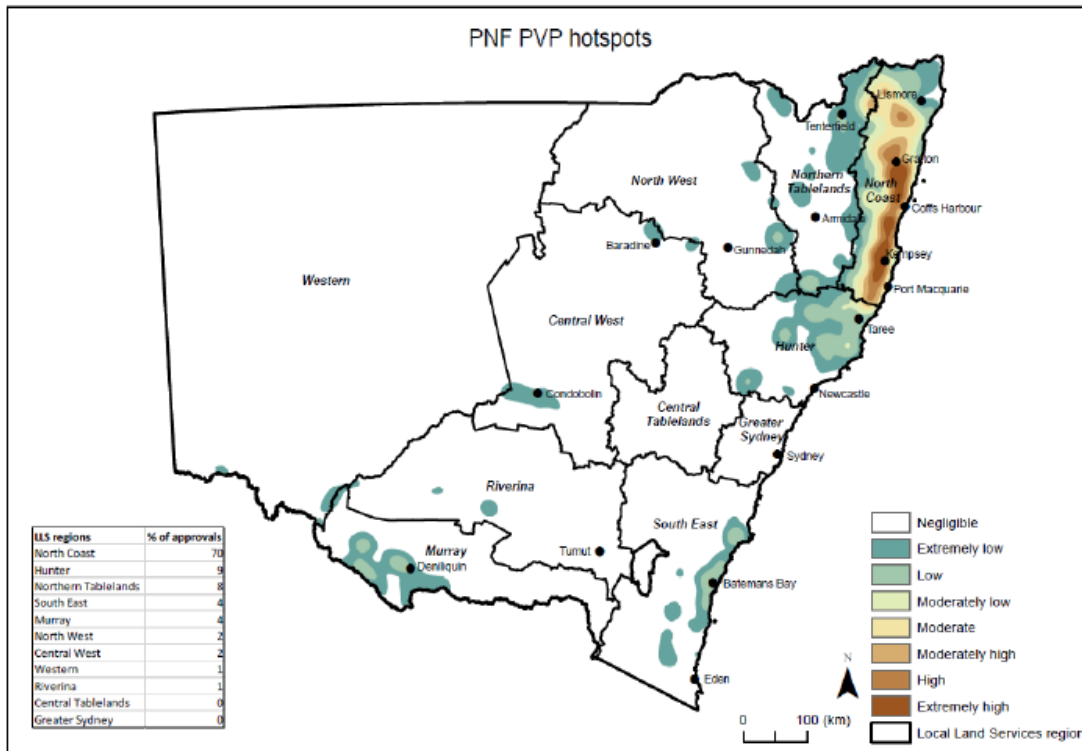 PNF PVP hotspots
Lismore
Tenterfield
Grafton
North West
Northern
Tablelands
North
Coast
Coffs Harbour
Armidale
Baradine
Gunnedah
Kempsey
Western
Port Macquarie
Central West
Taree
Hunter
Condobolin
Newcastle
Central
Tablelands
Greater
Sydney
Sydney
Riverina
South East
Murray
Tumut
Deniliquin
Batemans Bay
Eden
LLS regions % of approvals
North Coast 70
Hunter 9
Northern Tablelands 8
South East 4
Murray 4
North West 2
Central West 2
Western 1
Riverina 1
Central Tablelands 0
Greater Sydney 0
Negligible
Extremely low
Low
Moderately low
Moderate
Moderately high
High
Extremely high
Local Land Services region
N
0 100 (km)